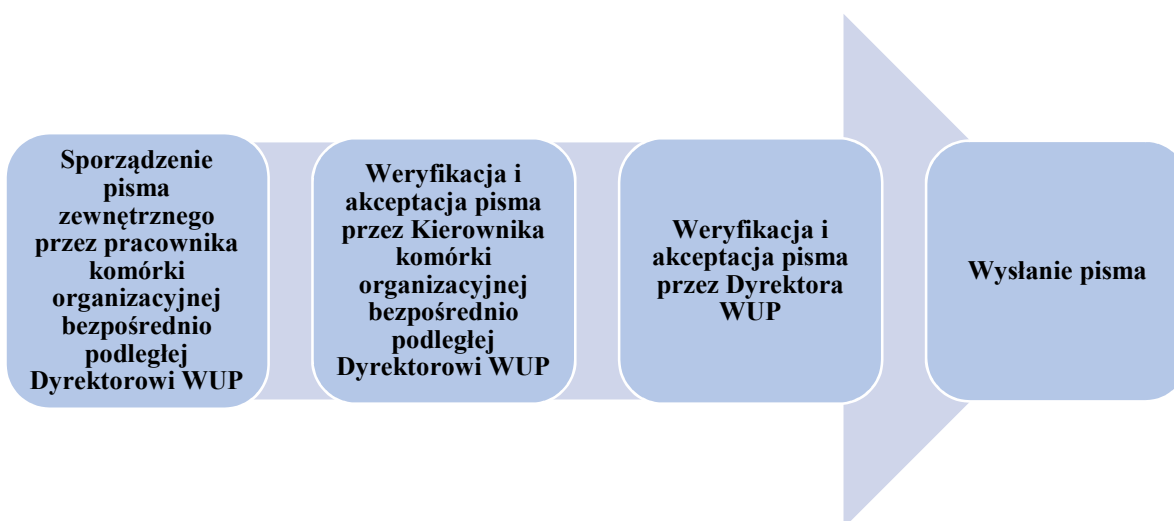 Sporządzenie
pisma
zewnętrznego
przez pracownika
komórki
organizacyjnej
bezpośrednio
podległej
Dyrektorowi WUP
Weryfikacja i
akceptacja pisma
przez Kierownika
komórki
organizacyjnej
bezpośrednio
podległej
Dyrektorowi WUP
Weryfikacja i
akceptacja pisma
przez Dyrektora
WUP
Wysłanie pisma